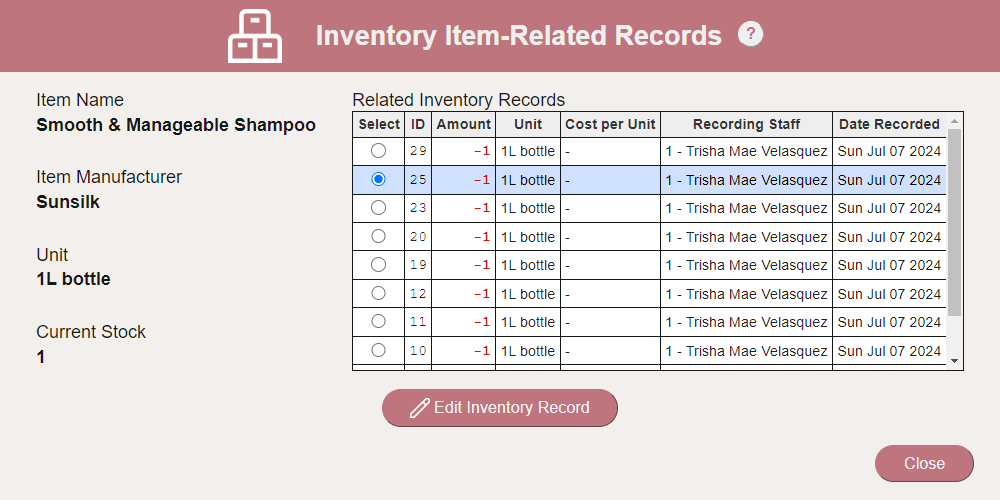 Inventory Item-Related Records ?
Item Name
Smooth & Manageable Shampoo
Item Manufacturer
Sunsilk
Unit
1L bottle
Current Stock
1
Related Inventory Records
Select ID Amount Unit Cost per Unit Recording Staff Date Recorded
29 -1 1L bottle - 1 - Trisha Mae Velasquez Sun Jul 07 2024
25 -1 1L bottle - 1 - Trisha Mae Velasquez Sun Jul 07 2024
23 -1 1L bottle - 1 - Trisha Mae Velasquez Sun Jul 07 2024
20 -1 1L bottle - 1 - Trisha Mae Velasquez Sun Jul 07 2024
19 -1 1L bottle - 1 - Trisha Mae Velasquez Sun Jul 07 2024
12 -1 1L bottle - 1 - Trisha Mae Velasquez Sun Jul 07 2024
11 -1 1L bottle - 1 - Trisha Mae Velasquez Sun Jul 07 2024
10 -1 1L bottle - 1 - Trisha Mae Velasquez Sun Jul 07 2024
Edit Inventory Record
Close